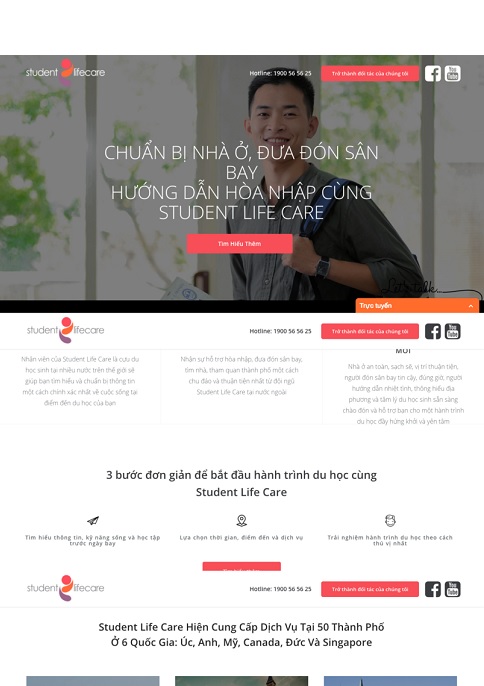 student lifecare
Hotline: 1900 56 56 25
Trở thành đối tác của chúng tôi
You
Tube
CHUẨN BỊ NHÀ Ở, ĐƯA ĐÓN SÂN
BAY
HƯỚNG DẪN HÒA NHẬP CÙNG
STUDENT LIFE CARE
Tìm Hiểu Thêm
Let's talk
Trực tuyến
student lifecare
Hotline: 1900 56 56 25
Trở thành đối tác của chúng tôi
You
Tube
Nhân viên của Student Life Care là cựu du
học sinh tại nhiều nước trên thế giới sẽ
giúp bạn tìm hiểu và chuẩn bị thông tin
một cách chính xác nhất về cuộc sống tại
điểm đến du học của bạn
Nhân sự hỗ trợ hòa nhập, đưa đón sân bay,
tìm nhà, tham quan thành phố một cách
chu đáo và thuận tiện nhất từ đội ngũ
Student Life Care tại nước ngoài
Nhà ở an toàn, sạch sẽ, vị trí thuận tiện,
người đón sân bay tin cậy, đúng giờ, người
hướng dẫn nhiệt tình, thông hiểu địa
phương và tâm lý du học sinh sẵn sàng
chào đón và hỗ trợ bạn cho một hành trình
du học đầy hứng khởi và yên tâm
3 bước đơn giản để bắt đầu hành trình du học cùng
Student Life Care
Tìm hiểu thông tin, kỹ năng sống và học tập
trước ngày bay
Lựa chọn thời gian, điểm đến và dịch vụ
Trải nghiệm hành trình du học theo cách
thú vị nhất
student lifecare
Hotline: 1900 56 56 25
Trở thành đối tác của chúng tôi
You
Tube
Student Life Care Hiện Cung Cấp Dịch Vụ Tại 50 Thành Phố
Ở 6 Quốc Gia: Úc, Anh, Mỹ, Canada, Đức Và Singapore